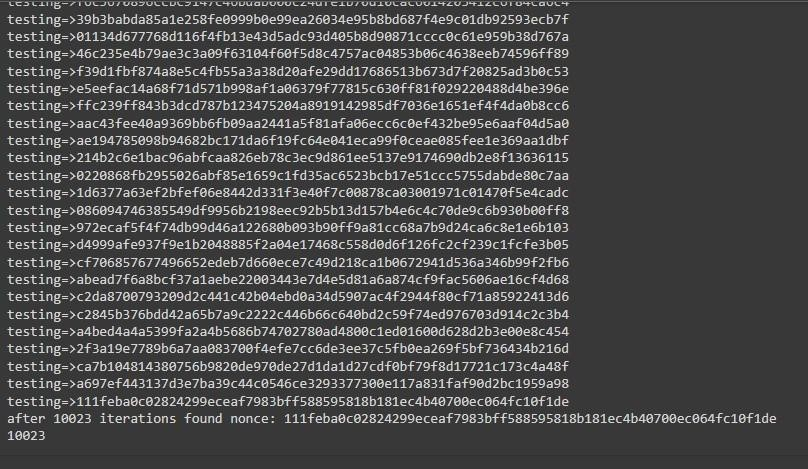 testing=>39b3babda85a1e258fe0999b0e99ea26034e95b8bd687f4e9c01db92593ecb7f
testing=>01134d677768d116f4fb13e43d5adc93d405b8d90871cccc0c61e959b38d767a
testing=>46c235e4b79ae3c3a09f63104f60f5d8c4757ac04853b06c4638eeb74596ff89
testing=>f39d1fbf874a8e5c4fb55a3a38d20afe29dd17686513b673d7f20825ad3b0c53
testing=>e5eefac14a68f71d571b998af1a06379f77815c630ff81f029220488d4be396e
testing=>ffc239ff843b3dcd787b123475204a8919142985df7036e1651ef4f4da0b8cc6
testing=>aac43fee40a9369bb6fb09aa2441a5f81afa06ecc6c0ef432be95e6aaf04d5a0
testing=>ae194785098b94682bc171da6f19fc64e041eca99f0ceae085fee1e369aa1dbf
testing=>214b2c6e1bac96abfcaa826eb78c3ec9d861ee5137e9174690db2e8f13636115
testing=>0220868fb2955026abf85e1659c1fd35ac6523bcb17e51ccc5755dabde80c7aa
testing=>1d6377a63ef2bfef06e8442d331f3e40f7c00878ca03001971c01470f5e4cadc
testing=>086094746385549df9956b2198eec92b5b13d157b4e6c4c70de9c6b930b00ff8
testing=>972ecaf5f4f74db99d46a122680b093b90ff9a81cc68a7b9d24ca6c8e1e6b103
testing=>d4999afe937f9e1b2048885f2a04e17468c558d0d6f126fc2cf239c1fcfe3b05
testing=>cf706857677496652edeb7d660ece7c49d218ca1b0672941d536a346b99f2fb6
testing=>abead7f6a8bcf37a1aebe22003443e7d4e5d81a6a874cf9fac5606ae16cf4d68
testing=>c2da8700793209d2c441c42b04ebd0a34d5907ac4f2944f80cf71a85922413d6
testing=>c2845b376bdd42a65b7a9c2222c446b66c640bd2c59f74ed976703d914c2c3b4
testing=>a4bed4a4a5399fa2a4b5686b74702780ad4800c1ed01600d628d2b3e00e8c454
testing=>2f3a19e7789b6a7aa083700f4efe7cc6de3ee37c5fb0ea269f5bf736434b216d
testing=>ca7b104814380756b9820de970de27d1da1d27cdf0bf79f8d17721c173c4a48f
testing=>a697ef443137d3e7ba39c44c0546ce3293377300e117a831faf90d2bc1959a98
testing=>111feba0c02824299eceaf7983bff588595818b181ec4b40700ec064fc10f1de
after 10023 iterations found nonce: 111feba0c02824299eceaf7983bff588595818b181ec4b40700ec064fc10f1de
10023